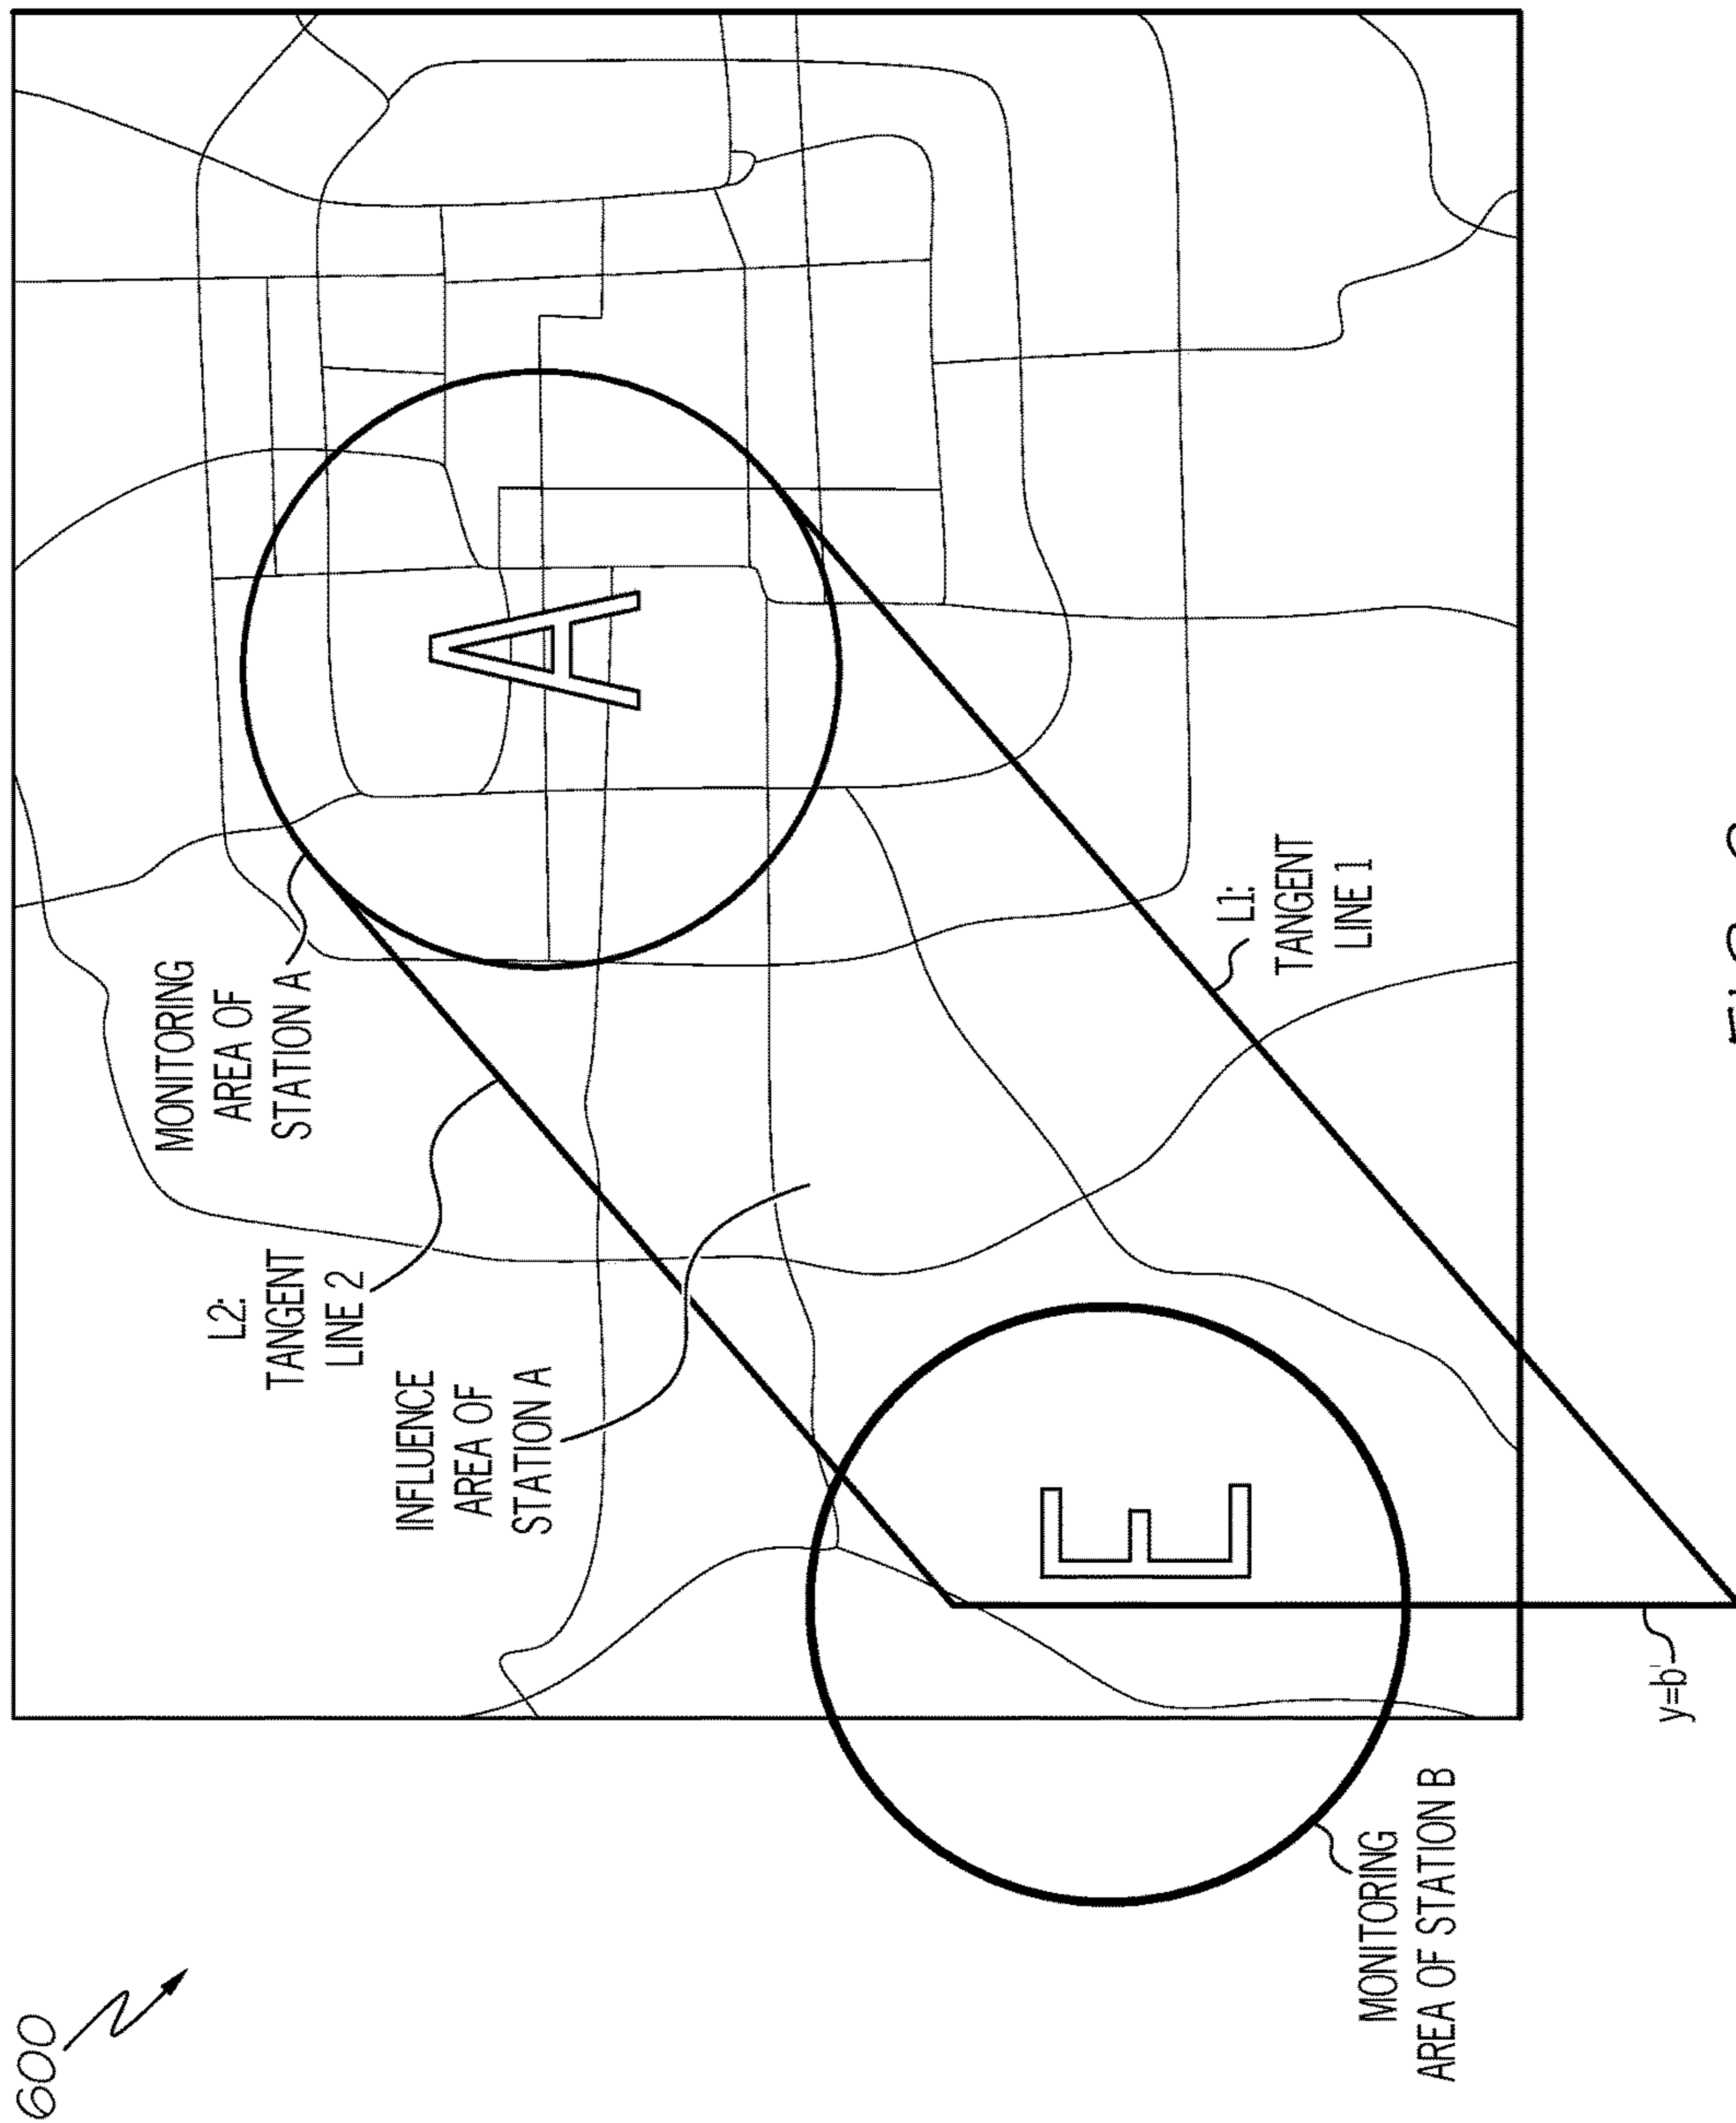 600
MONITORING
AREA OF
STATION A
L2:
TANGENT
LINE 2
INFLUENCE
AREA OF
STATION A
A
E
L1:
TANGENT
LINE 1
MONITORING
AREA OF STATION B
y=b'